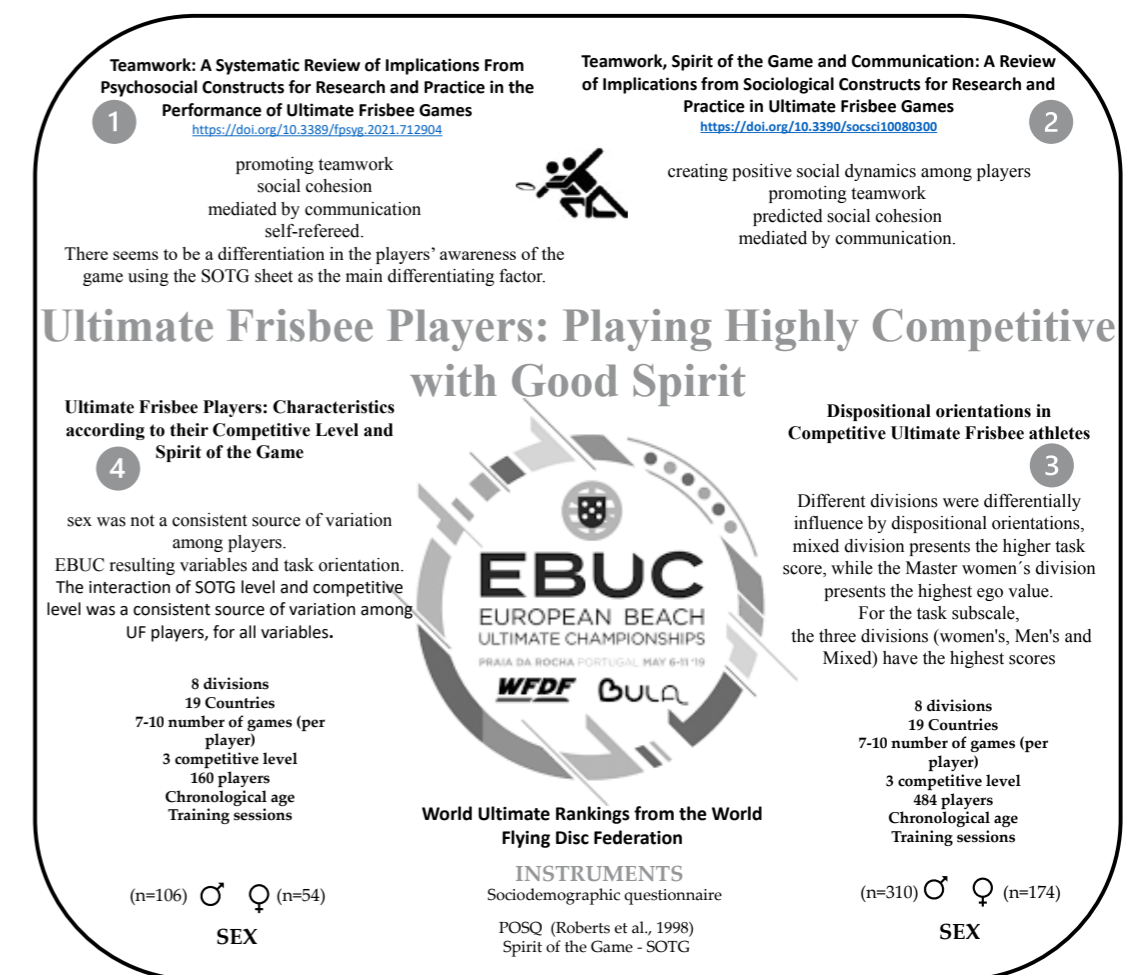 Teamwork: A Systematic Review of Implications From
Psychosocial Constructs for Research and Practice in the
Performance of Ultimate Frisbee Games
https://doi.org/10.3389/fpsyg.2021.712904
1
promoting teamwork
social cohesion
mediated by communication
self-refereed.
There seems to be a differentiation in the players’ awareness of the
game using the SOTG sheet as the main differentiating factor.
Teamwork, Spirit of the Game and Communication: A Review
of Implications from Sociological Constructs for Research and
Practice in Ultimate Frisbee Games
https://doi.org/10.3390/socsci10080300
2
creating positive social dynamics among players
promoting teamwork
predicted social cohesion
mediated by communication.
Ultimate Frisbee Players: Playing Highly Competitive
with Good Spirit
Ultimate Frisbee Players: Characteristics
according to their Competitive Level and
Spirit of the Game
4
sex was not a consistent source of variation
among players.
EBUC resulting variables and task orientation.
The interaction of SOTG level and competitive
level was a consistent source of variation among
UF players, for all variables.
8 divisions
19 Countries
7-10 number of games (per
player)
3 competitive level
160 players
Chronological age
Training sessions
(n=106) ♂ ♀ (n=54)
SEX
EBUC
EUROPEAN BEACH
ULTIMATE CHAMPIONSHIPS
PRAIA DA ROCHA PORTUGAL MAY 6-11 '19
WFDF BULA
World Ultimate Rankings from the World
Flying Disc Federation
INSTRUMENTS
Sociodemographic questionnaire
POSQ (Roberts et al., 1998)
Spirit of the Game - SOTG
Dispositional orientations in
Competitive Ultimate Frisbee athletes
3
Different divisions were differentially
influence by dispositional orientations,
mixed division presents the higher task
score, while the Master women´s division
presents the highest ego value.
For the task subscale,
the three divisions (women's, Men's and
Mixed) have the highest scores
8 divisions
19 Countries
7-10 number of games (per
player)
3 competitive level
484 players
Chronological age
Training sessions
(n=310) ♂ ♀ (n=174)
SEX